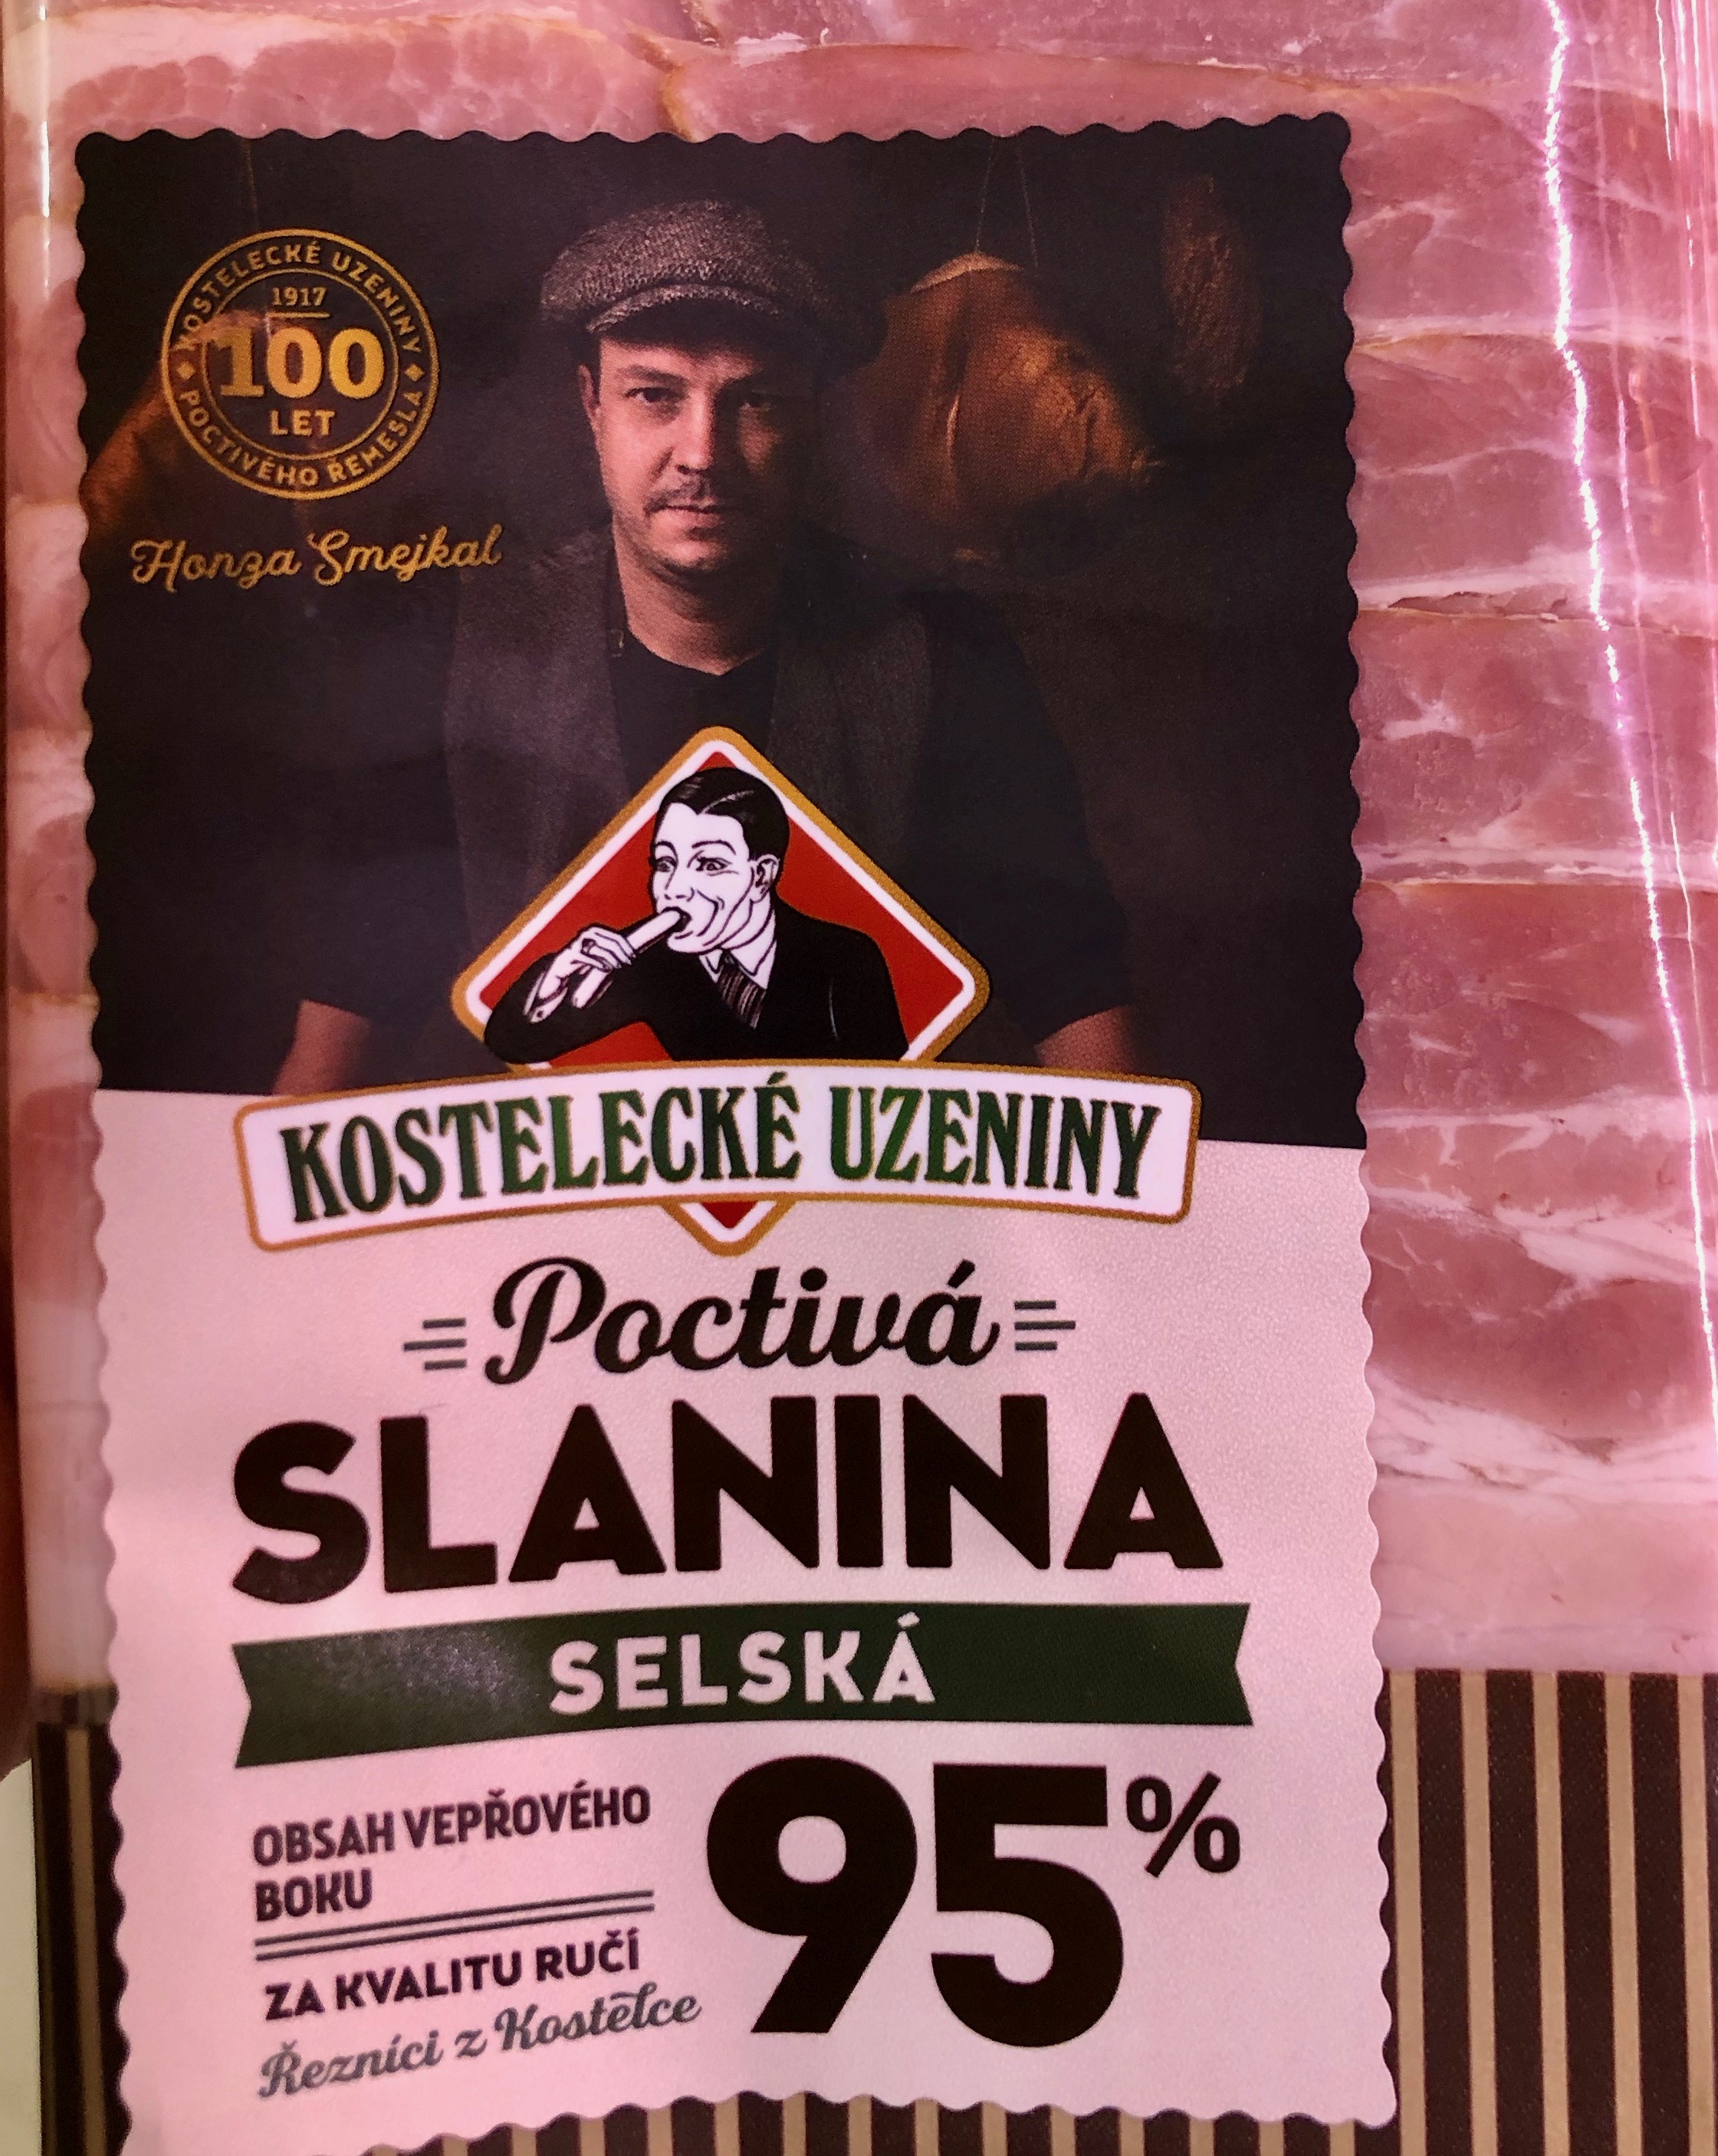 KOSTELECKÉ UZENINY
1917
100
LET
POCTIVÉHO ŘEMESLA
Honza Smejkal
KOSTELECKÉ UZENINY
Poctivá
SLANINA
SELSKÁ
OBSAH VEPŘOVÉHO
BOKU
95%
ZA KVALITU RUČÍ
Řezníci z Kostelce